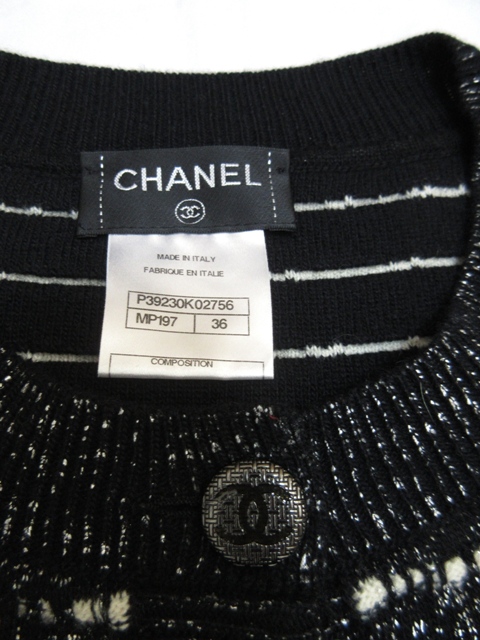 CHANEL
MADE IN ITALY
FABRIQUE EN ITALIE
P39230K02756
MP197 36
COMPOSITION